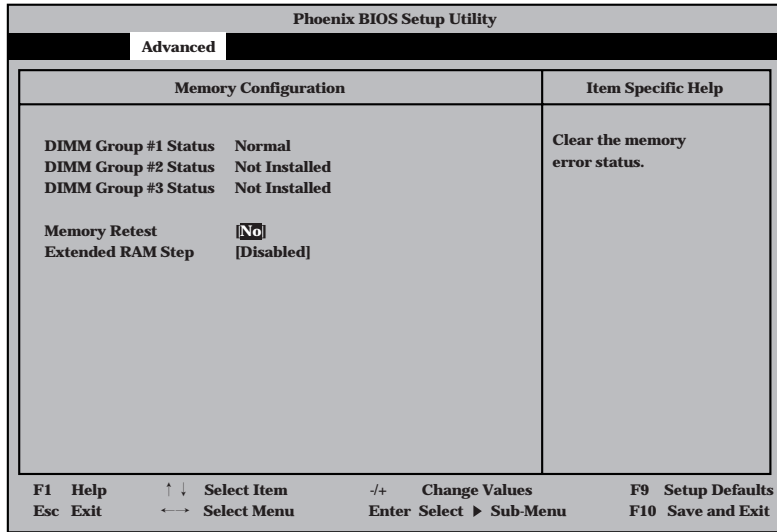 Phoenix BIOS Setup Utility
Advanced
Memory Configuration
Item Specific Help
DIMM Group #1 Status Normal
DIMM Group #2 Status Not Installed
DIMM Group #3 Status Not Installed
Memory Retest [No]
Extended RAM Step [Disabled]
Clear the memory
error status.
F1 Help ↑ ↓ Select Item -/+ Change Values F9 Setup Defaults
Esc Exit ←→ Select Menu Enter Select ▶ Sub-Menu F10 Save and Exit